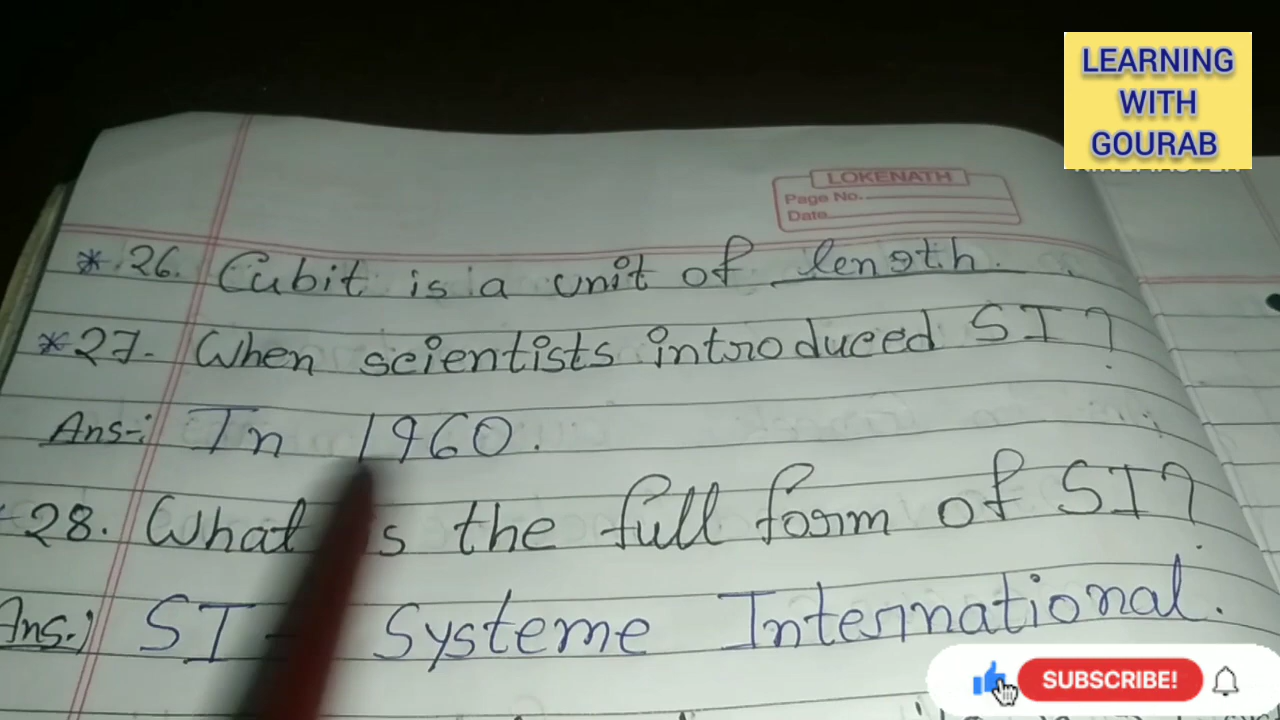 LEARNING
WITH
GOURAB
LOKENATH
Page No.
Date
* 26. Cubit is a unit of length.
* 27. When scientists introduced SI?
Ans-: In 1960.
28. What is the full form of SI?
Ans-: SI - Systeme International.
SUBSCRIBE!